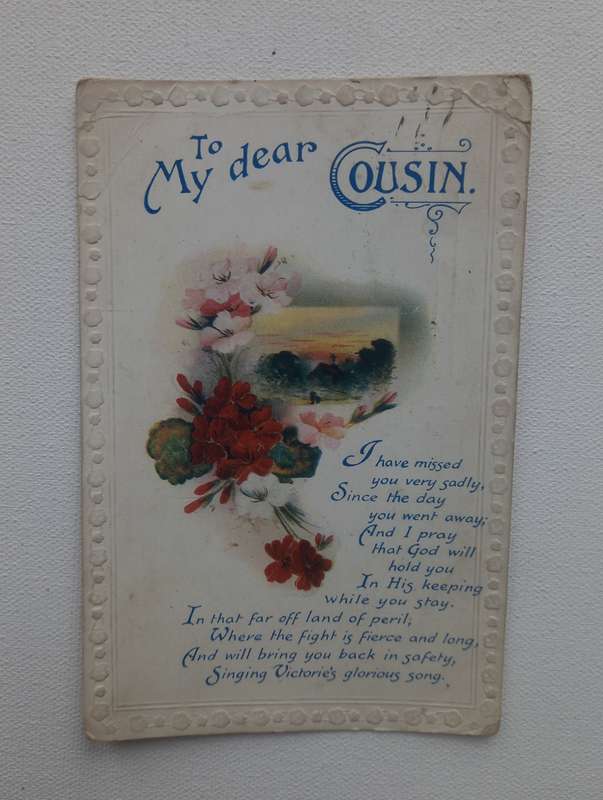 To
My dear COUSIN.
I have missed
you very sadly,
Since the day
you went away;
And I pray
that God will
hold you
In His keeping
while you stay.
In that far off land of peril;
Where the fight is fierce and long,
And will bring you back in safety,
Singing Victorie's glorious song.